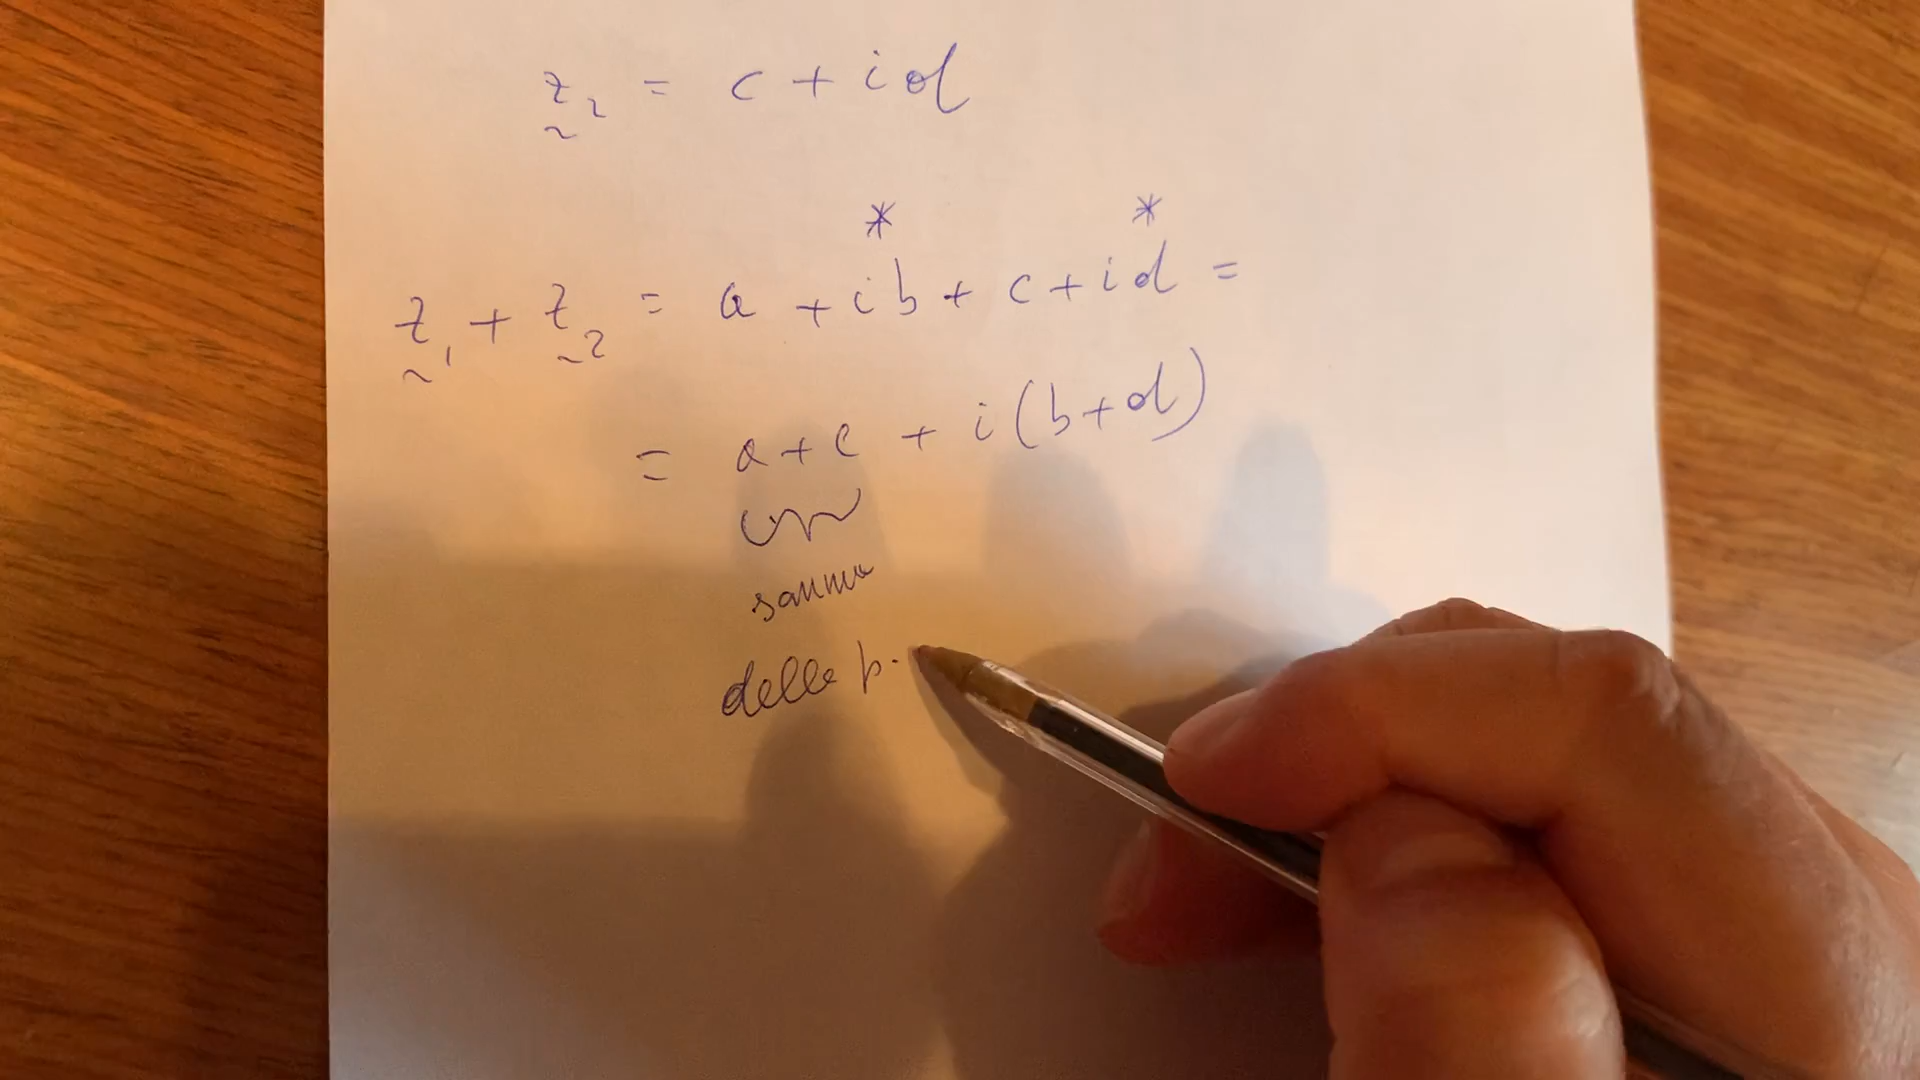 z₂ = c + id
* *
z₁ + z₂ = a + ib + c + id =
= a + c + i(b+d)
somma
delle p.